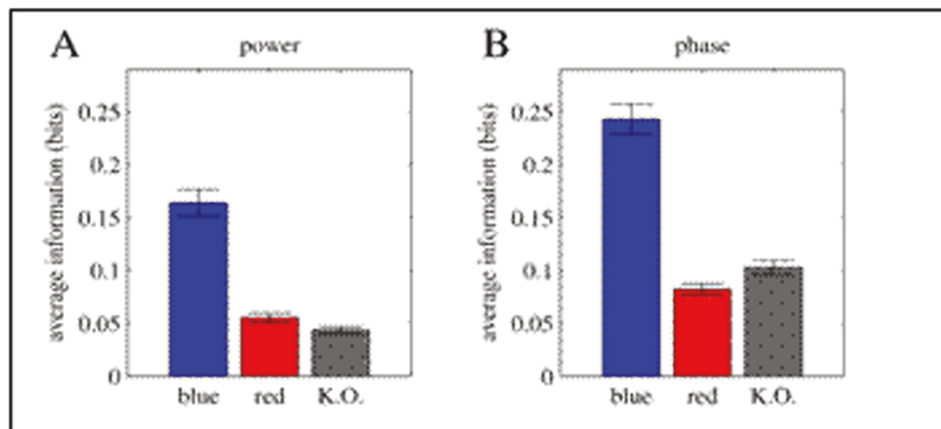 A
power
average information (bits)
0.25
0.2
0.15
0.1
0.05
0
blue red K.O.
B
phase
average information (bits)
0.25
0.2
0.15
0.1
0.05
0
blue red K.O.